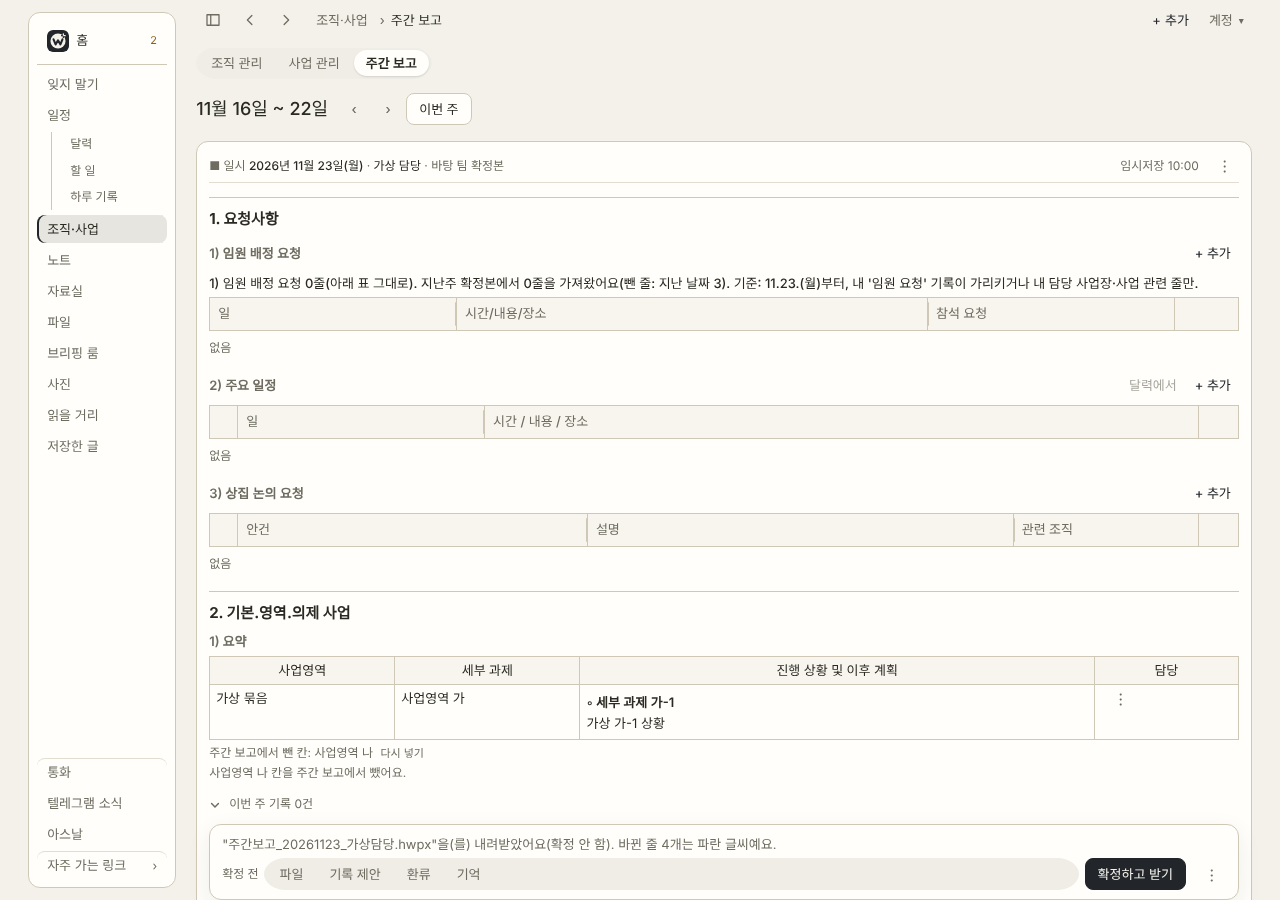 홈 2
잊지 말기
일정
달력
할 일
하루 기록
조직·사업
노트
자료실
파일
브리핑 룸
사진
읽을 거리
저장한 글
통화
텔레그램 소식
아스날
자주 가는 링크 ›
조직·사업 › 주간 보고
+ 추가 계정 ▾
조직 관리 사업 관리 주간 보고
11월 16일 ~ 22일 ‹ › 이번 주
■ 일시 2026년 11월 23일(월) · 가상 담당 · 바탕 팀 확정본 임시저장 10:00 ⋮
1. 요청사항
1) 임원 배정 요청 + 추가
1) 임원 배정 요청 0줄(아래 표 그대로). 지난주 확정본에서 0줄을 가져왔어요(뺀 줄: 지난 날짜 3). 기준: 11.23.(월)부터, 내 '임원 요청' 기록이 가리키거나 내 담당 사업장·사업 관련 줄만.
일 시간/내용/장소 참석 요청
없음
2) 주요 일정 달력에서 + 추가
일 시간 / 내용 / 장소
없음
3) 상집 논의 요청 + 추가
안건 설명 관련 조직
없음
2. 기본.영역.의제 사업
1) 요약
사업영역 세부 과제 진행 상황 및 이후 계획 담당
가상 묶음 사업영역 가 ∘ 세부 과제 가-1 ⋮
가상 가-1 상황
주간 보고에서 뺀 칸: 사업영역 나 다시 넣기
사업영역 나 칸을 주간 보고에서 뺐어요.
이번 주 기록 0건
"주간보고_20261123_가상담당.hwpx"을(를) 내려받았어요(확정 안 함). 바뀐 줄 4개는 파란 글씨예요.
확정 전 파일 기록 제안 환류 기억 확정하고 받기 ⋮